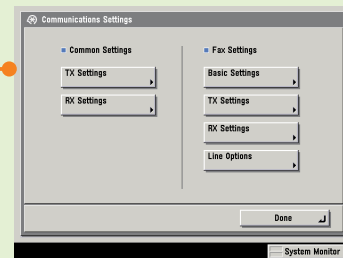 Communications Settings
Common Settings
TX Settings
RX Settings
Fax Settings
Basic Settings
TX Settings
RX Settings
Line Options
Done
System Monitor